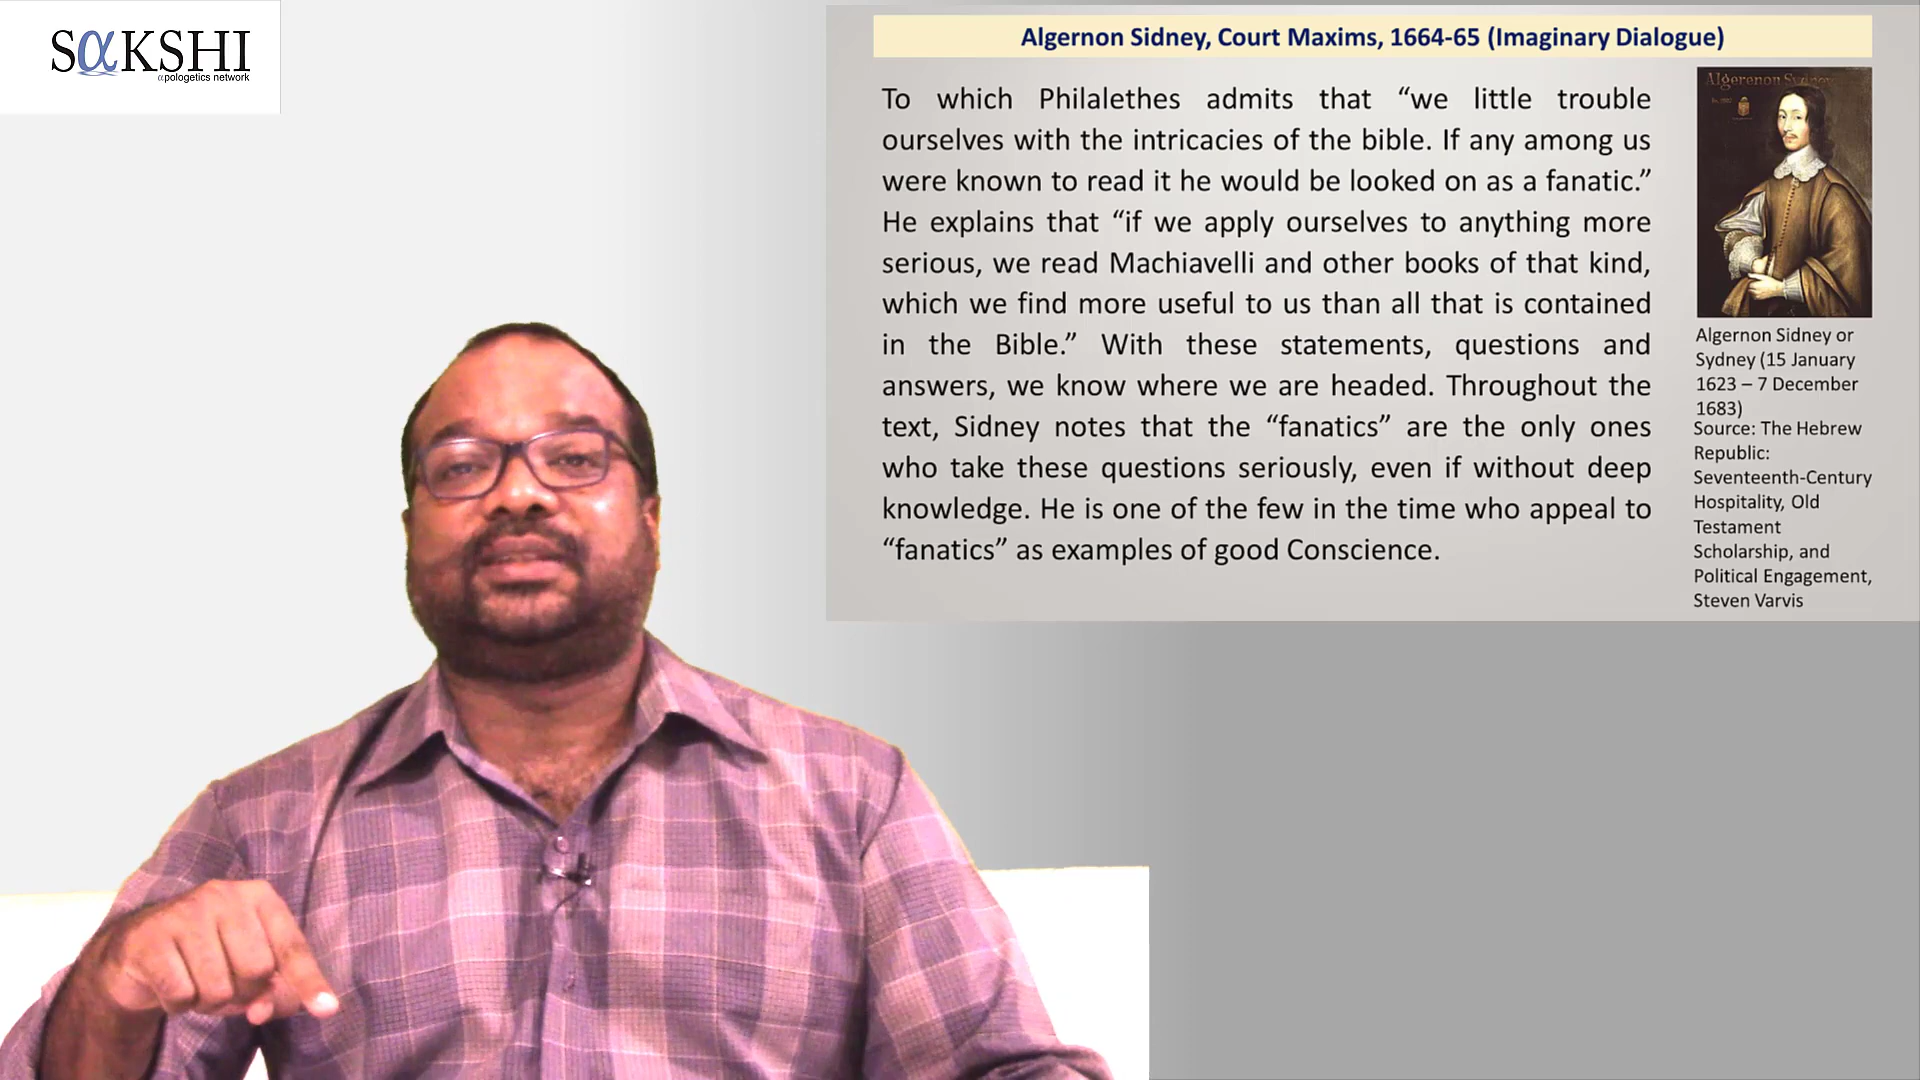 SαKSHI
αpologetics network
Algernon Sidney, Court Maxims, 1664-65 (Imaginary Dialogue)
To which Philalethes admits that “we little trouble
ourselves with the intricacies of the bible. If any among us
were known to read it he would be looked on as a fanatic.”
He explains that “if we apply ourselves to anything more
serious, we read Machiavelli and other books of that kind,
which we find more useful to us than all that is contained
in the Bible.” With these statements, questions and
answers, we know where we are headed. Throughout the
text, Sidney notes that the “fanatics” are the only ones
who take these questions seriously, even if without deep
knowledge. He is one of the few in the time who appeal to
“fanatics” as examples of good Conscience.
Algerenon Sydney
Algernon Sidney or
Sydney (15 January
1623 – 7 December
1683)
Source: The Hebrew
Republic:
Seventeenth-Century
Hospitality, Old
Testament
Scholarship, and
Political Engagement,
Steven Varvis